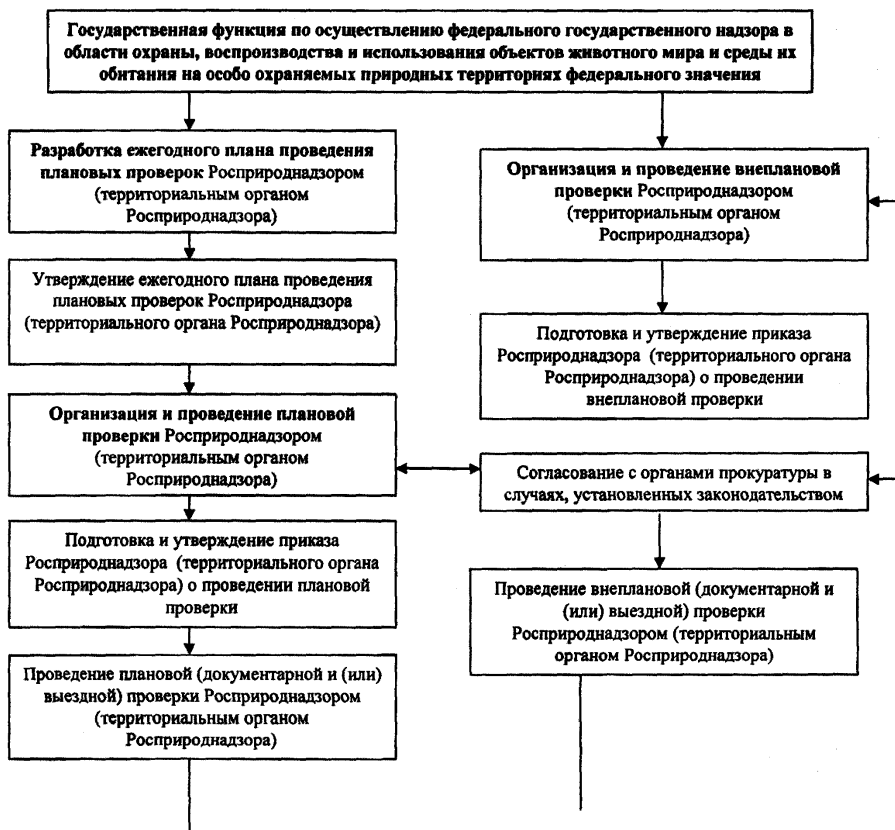 Государственная функция по осуществлению федерального государственного надзора в
области охраны, воспроизводства и использования объектов животного мира и среды их
обитания на особо охраняемых природных территориях федерального значения
Разработка ежегодного плана проведения
плановых проверок Росприроднадзором
(территориальным органом
Росприроднадзора)
Утверждение ежегодного плана проведения
плановых проверок Росприроднадзора
(территориального органа Росприроднадзора)
Организация и проведение плановой
проверки Росприроднадзором
(территориальным органом
Росприроднадзора)
Подготовка и утверждение приказа
Росприроднадзора (территориального органа
Росприроднадзора) о проведении плановой
проверки
Проведение плановой (документарной и (или)
выездной) проверки Росприроднадзором
(территориальным органом
Росприроднадзора)
Организация и проведение внеплановой
проверки Росприроднадзором
(территориальным органом
Росприроднадзора)
Подготовка и утверждение приказа
Росприроднадзора (территориального органа
Росприроднадзора) о проведении
внеплановой проверки
Согласование с органами прокуратуры в
случаях, установленных законодательством
Проведение внеплановой (документарной и
(или) выездной) проверки
Росприроднадзором (территориальным
органом Росприроднадзора)